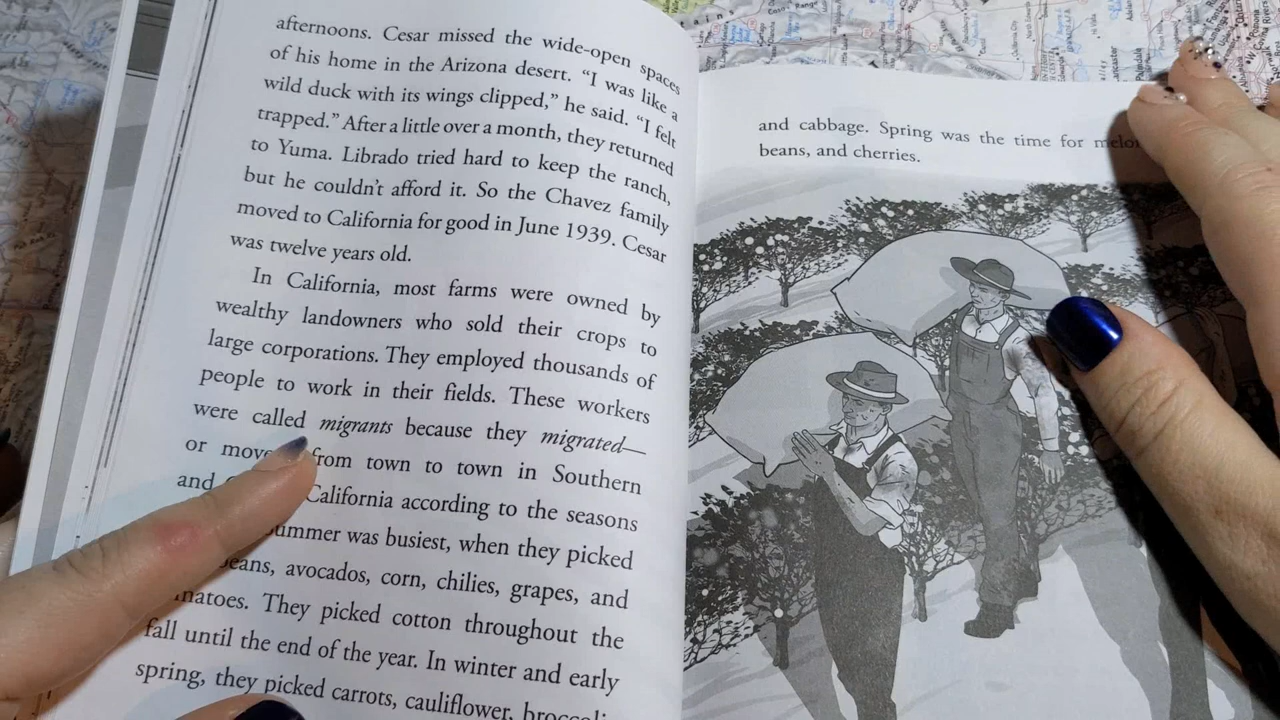 afternoons. Cesar missed the wide-open spaces
of his home in the Arizona desert. “I was like a
wild duck with its wings clipped,” he said. “I felt
trapped.” After a little over a month, they returned
to Yuma. Librado tried hard to keep the ranch,
but he couldn’t afford it. So the Chavez family
moved to California for good in June 1939. Cesar
was twelve years old.
In California, most farms were owned by
wealthy landowners who sold their crops to
large corporations. They employed thousands of
people to work in their fields. These workers
were called migrants because they migrated—
or move from town to town in Southern
and California according to the seasons
summer was busiest, when they picked
beans, avocados, corn, chilies, grapes, and
They picked cotton throughout the
fall until the end of the year. In winter and early
spring, they picked carrots, cauliflower,
and cabbage. Spring was the time for
beans, and cherries.